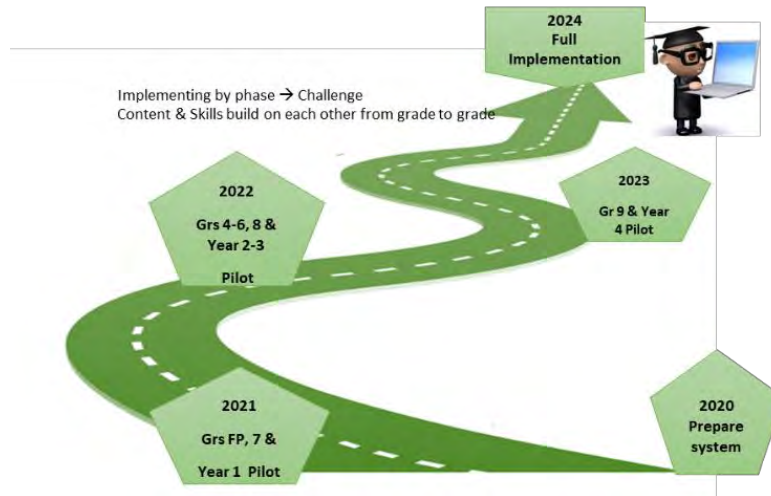 2024
Full
Implementation
Implementing by phase → Challenge
Content & Skills build on each other from grade to grade
2022
Grs 4-6, 8 &
Year 2-3
Pilot
2023
Gr 9 & Year
4 Pilot
2021
Grs FP, 7 &
Year 1 Pilot
2020
Prepare
system